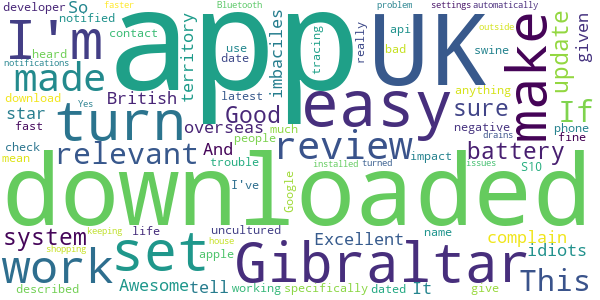 developer So Bluetooth problem settings automatically
notified faster
I'm app UK make
heard contact territory imbaciles tracing api really bad outside
notifications use swine update given
made date
download Yes British Good easy sure anything If
star latest negative phone
fast turn overseas review battery fine
check And much people drains
mean relevant trouble impact turned issues
I've Google installed S10
downloaded
system life uncultured name complain
keeping house Excellent
work set Gibraltar idiots
shopping apple This
Awesome tell working specifically dated It give
described